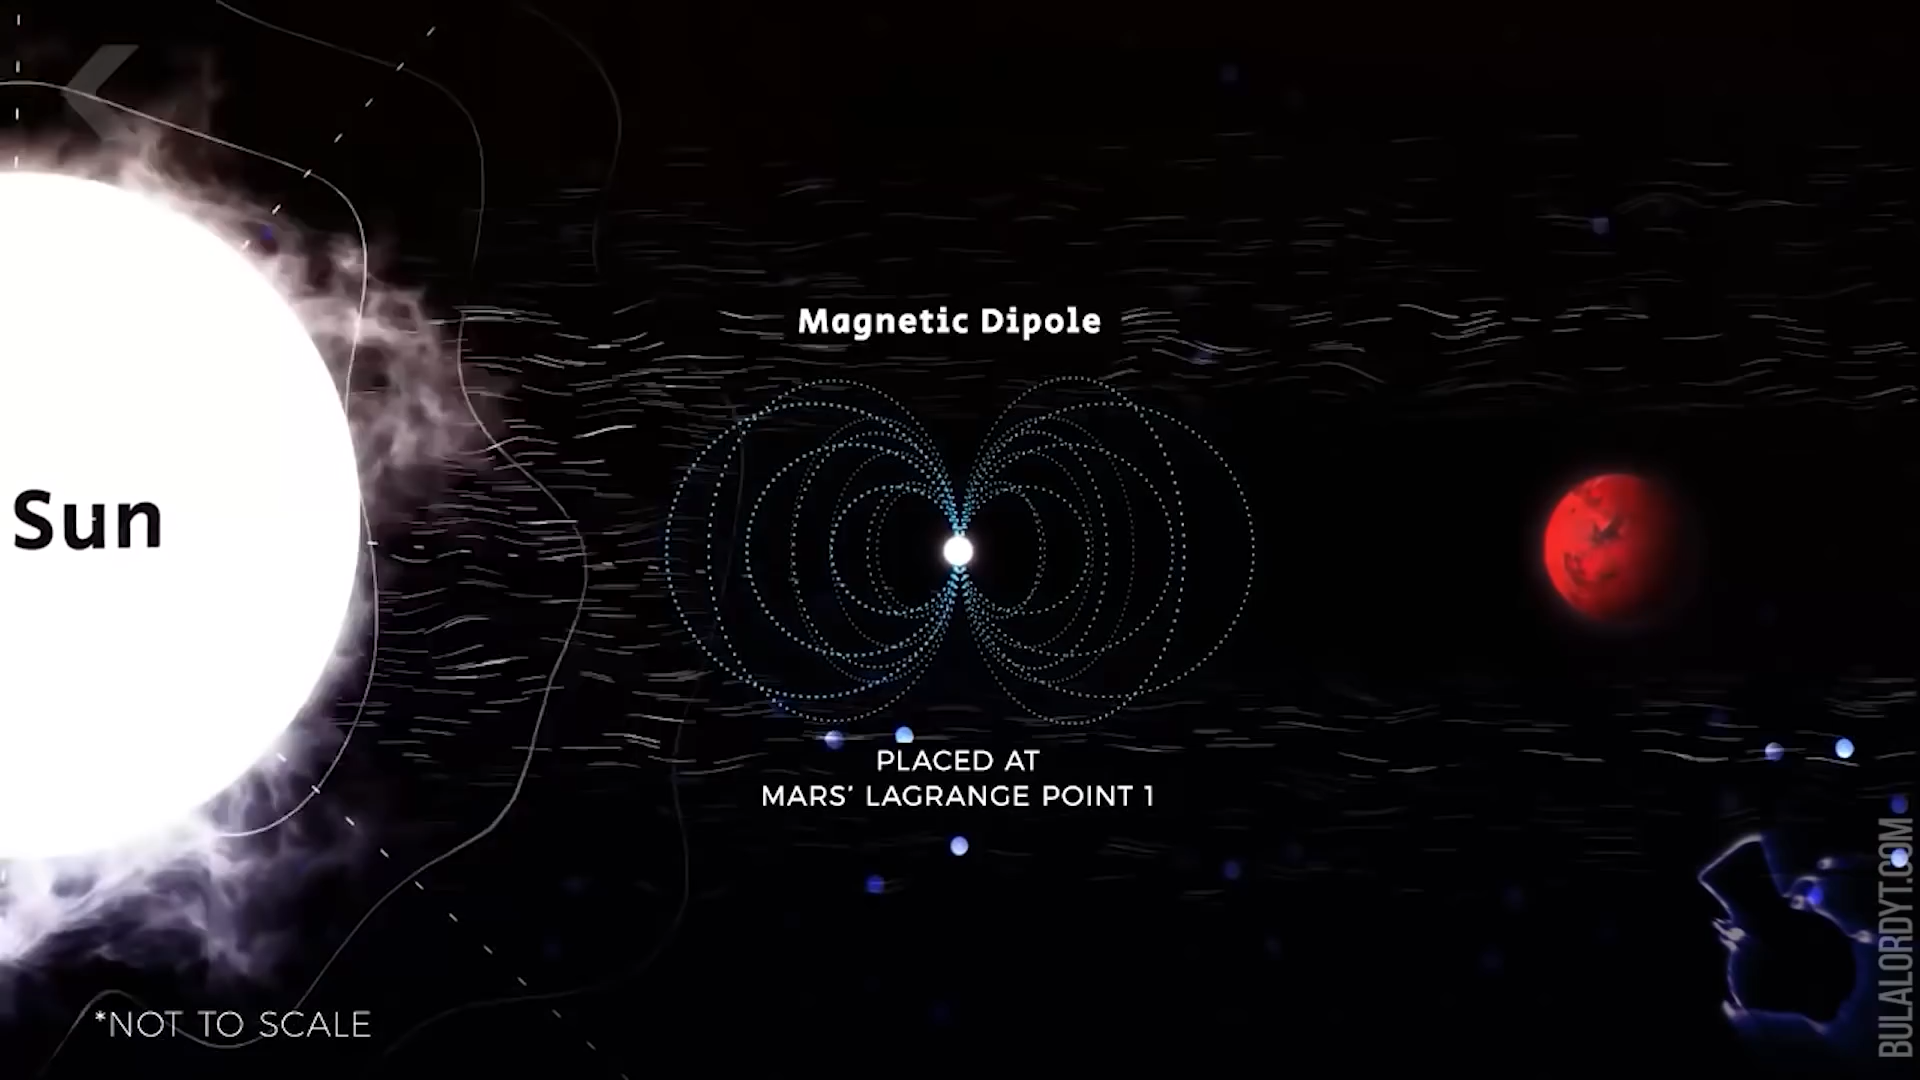 Magnetic Dipole
Sun
PLACED AT
MARS’ LAGRANGE POINT 1
*NOT TO SCALE
BULALORDYT.COM